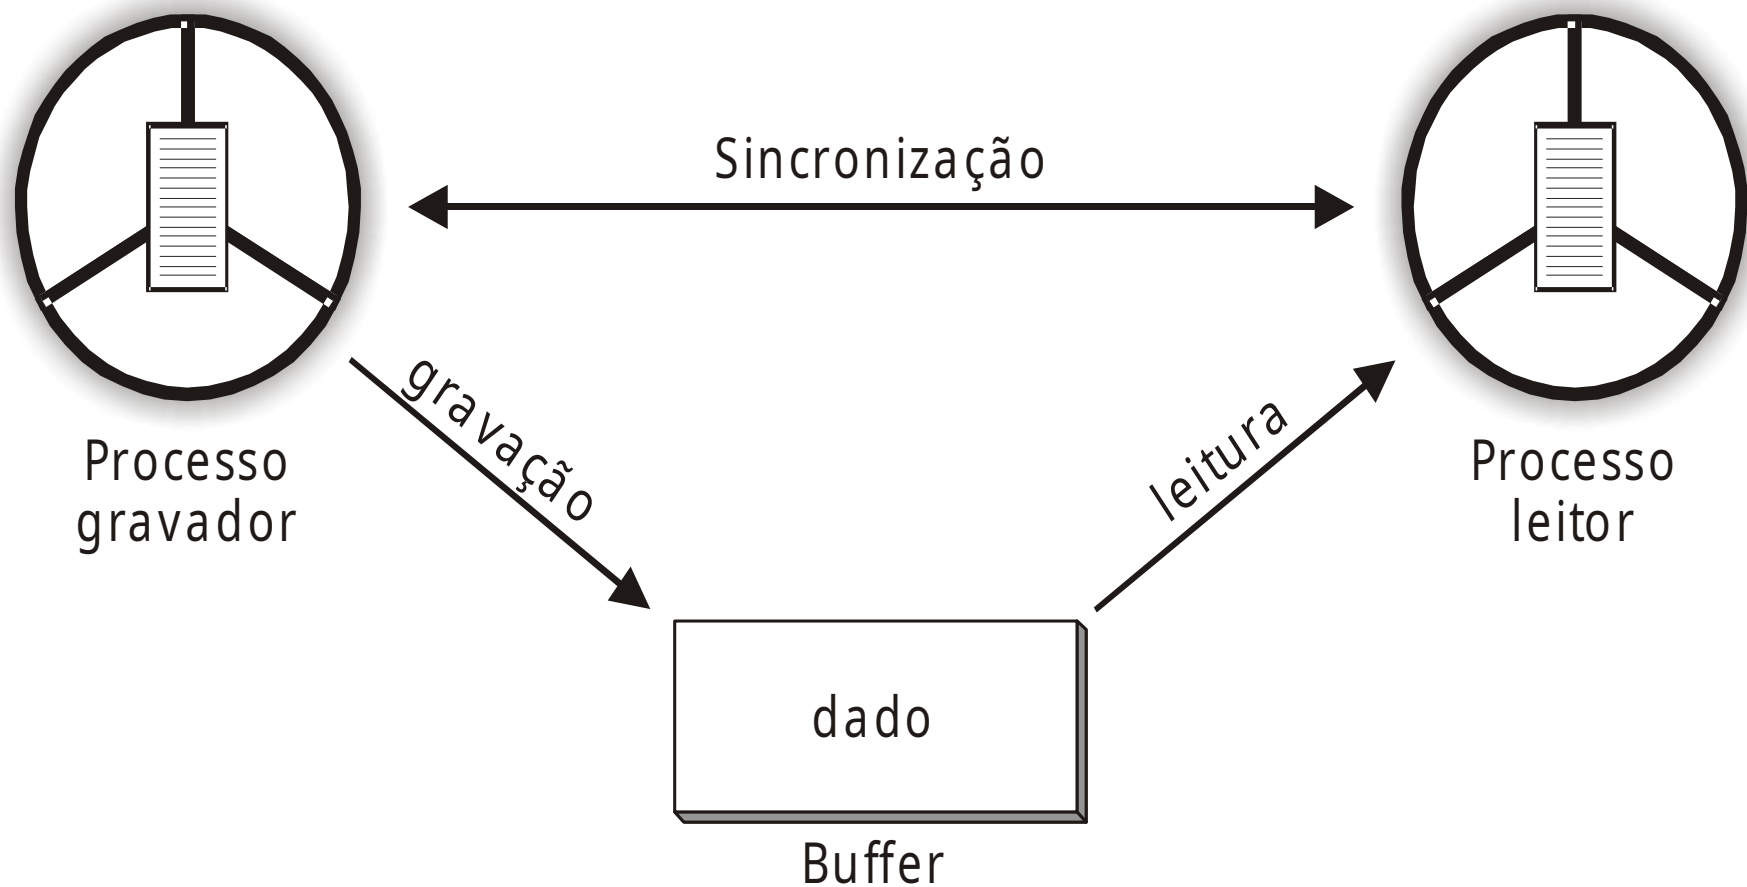 Sincronização
gravação
leitura
Processo
gravador
Processo
leitor
dado
Buffer